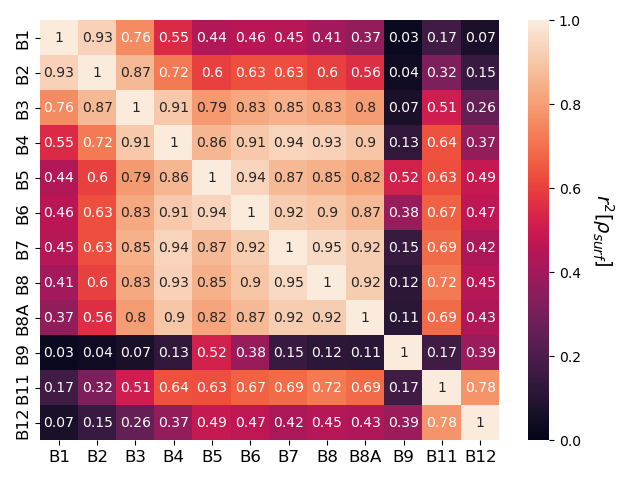 B1 1 0.93 0.76 0.55 0.44 0.46 0.45 0.41 0.37 0.03 0.17 0.07
B2 0.93 1 0.87 0.72 0.6 0.63 0.63 0.6 0.56 0.04 0.32 0.15
B3 0.76 0.87 1 0.91 0.79 0.83 0.85 0.83 0.8 0.07 0.51 0.26
B4 0.55 0.72 0.91 1 0.86 0.91 0.94 0.93 0.9 0.13 0.64 0.37
B5 0.44 0.6 0.79 0.86 1 0.94 0.87 0.85 0.82 0.52 0.63 0.49
B6 0.46 0.63 0.83 0.91 0.94 1 0.92 0.9 0.87 0.38 0.67 0.47
B7 0.45 0.63 0.85 0.94 0.87 0.92 1 0.95 0.92 0.15 0.69 0.42
B8 0.41 0.6 0.83 0.93 0.85 0.9 0.95 1 0.92 0.12 0.72 0.45
B8A 0.37 0.56 0.8 0.9 0.82 0.87 0.92 0.92 1 0.11 0.69 0.43
B9 0.03 0.04 0.07 0.13 0.52 0.38 0.15 0.12 0.11 1 0.17 0.39
B11 0.17 0.32 0.51 0.64 0.63 0.67 0.69 0.72 0.69 0.17 1 0.78
B12 0.07 0.15 0.26 0.37 0.49 0.47 0.42 0.45 0.43 0.39 0.78 1
B1 B2 B3 B4 B5 B6 B7 B8 B8A B9 B11 B12
1.0
0.8
0.6
0.4
0.2
0.0
r²[ρsurf]